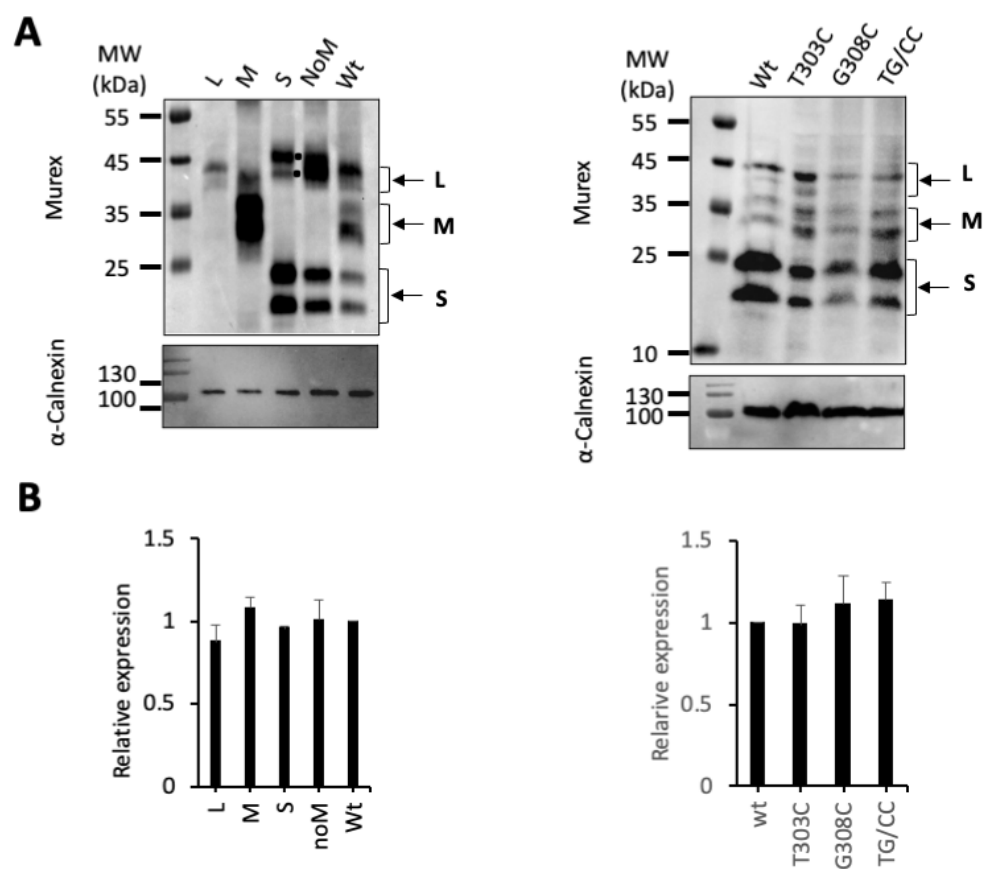 A
MW
(kDa)
L
M
S
NoM
Wt
55
45
35
25
Murex
L
M
S
130
100
α-Calnexin
MW
(kDa)
Wt
T303C
G308C
TG/CC
55
45
35
25
10
Murex
L
M
S
130
100
α-Calnexin
B
1.5
1
0.5
0
Relative expression
L
M
S
noM
Wt
1.5
1
0.5
0
Relarive expression
wt
T303C
G308C
TG/CC